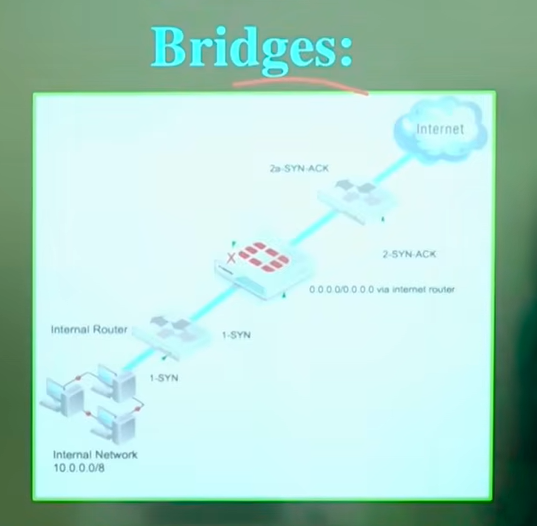 Bridges:
Internet
2a-SYN-ACK
2-SYN-ACK
0.0.0.0/0.0.0.0 via internet router
Internal Router
1-SYN
1-SYN
Internal Network
10.0.0.0/8